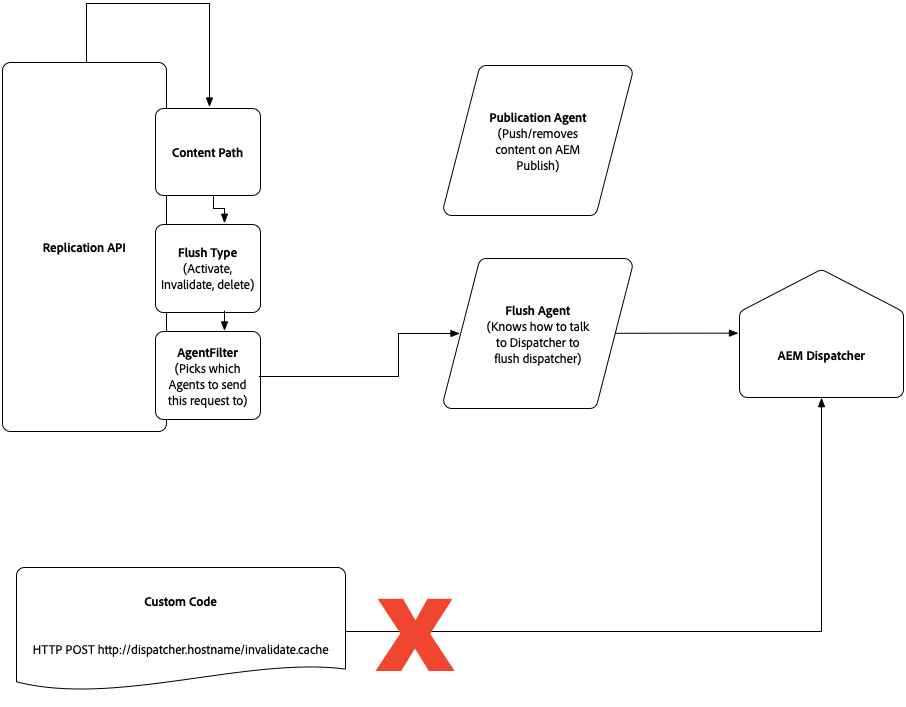 Content Path
Replication API
Flush Type
(Activate,
Invalidate, delete)
AgentFilter
(Picks which
Agents to send
this request to)
Publication Agent
(Push/removes
content on AEM
Publish)
Flush Agent
(Knows how to talk
to Dispatcher to
flush dispatcher)
AEM Dispatcher
Custom Code
HTTP POST http://dispatcher.hostname/invalidate.cache